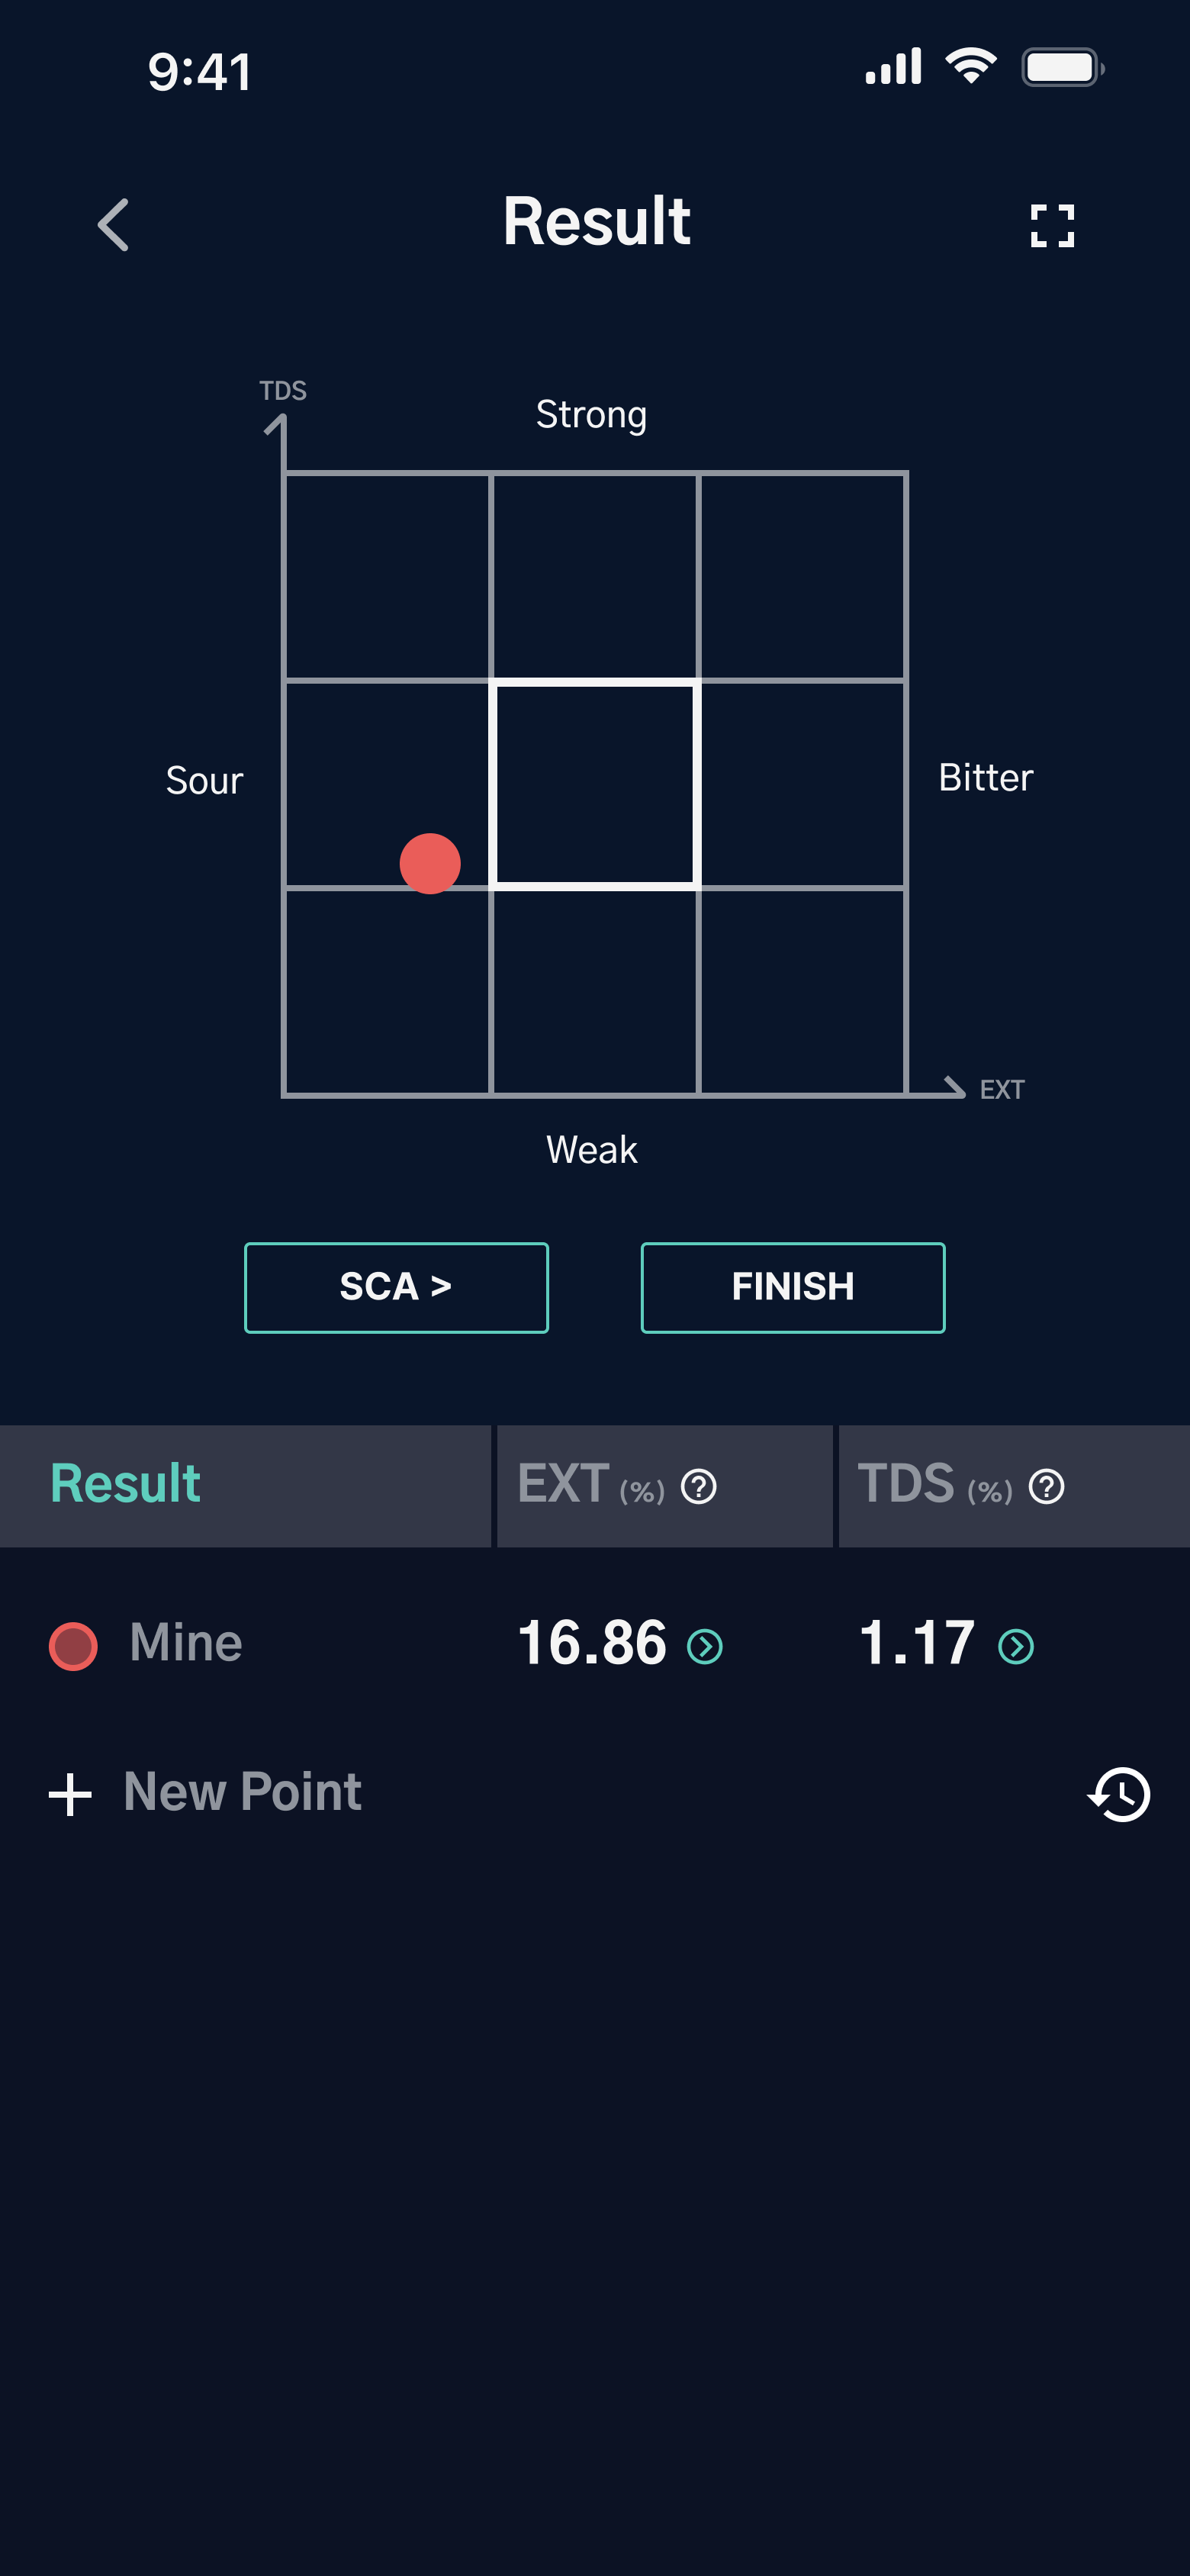 9:41
Result
TDS
Strong
Sour
Bitter
EXT
Weak
SCA >
FINISH
Result
EXT (%) ?
TDS (%) ?
Mine
16.86
1.17
New Point